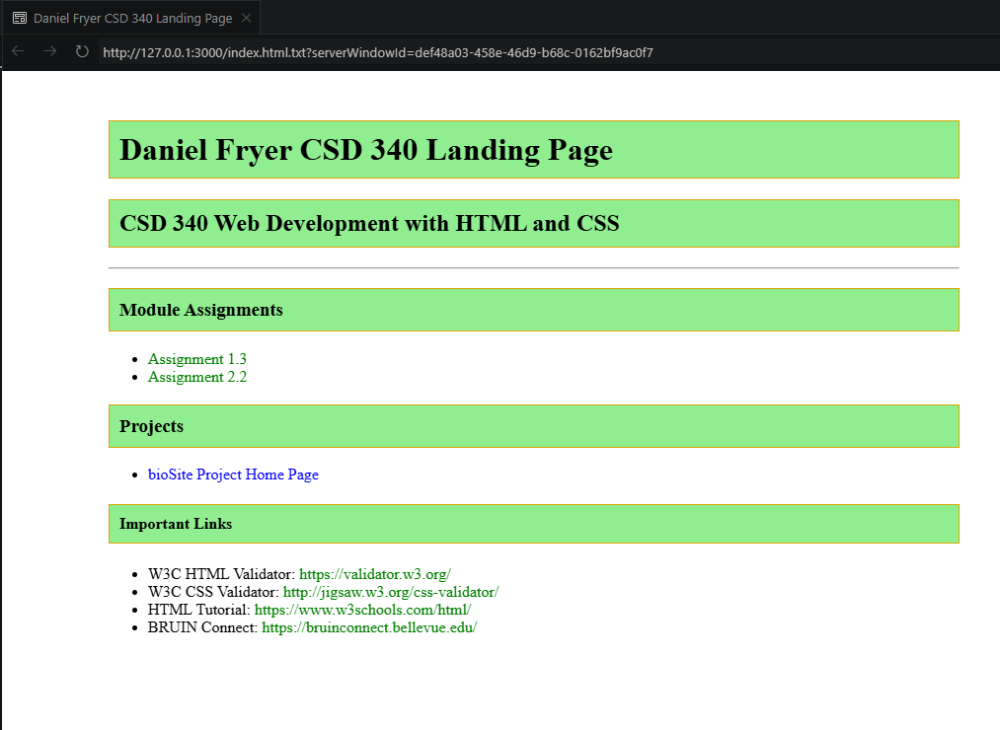 Daniel Fryer CSD 340 Landing Page
http://127.0.0.1:3000/index.html.txt?serverWindowId=def48a03-458e-46d9-b68c-0162bf9ac0f7
Daniel Fryer CSD 340 Landing Page
CSD 340 Web Development with HTML and CSS
Module Assignments
Assignment 1.3
Assignment 2.2
Projects
bioSite Project Home Page
Important Links
W3C HTML Validator: https://validator.w3.org/
W3C CSS Validator: http://jigsaw.w3.org/css-validator/
HTML Tutorial: https://www.w3schools.com/html/
BRUIN Connect: https://bruinconnect.bellevue.edu/